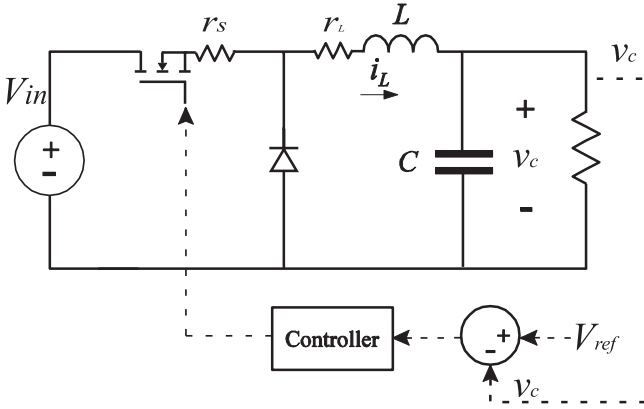 r_s
r_L
L
v_c
V_in
i_L
+
+
-
C
v_c
-
Controller
+
-
V_ref
v_c